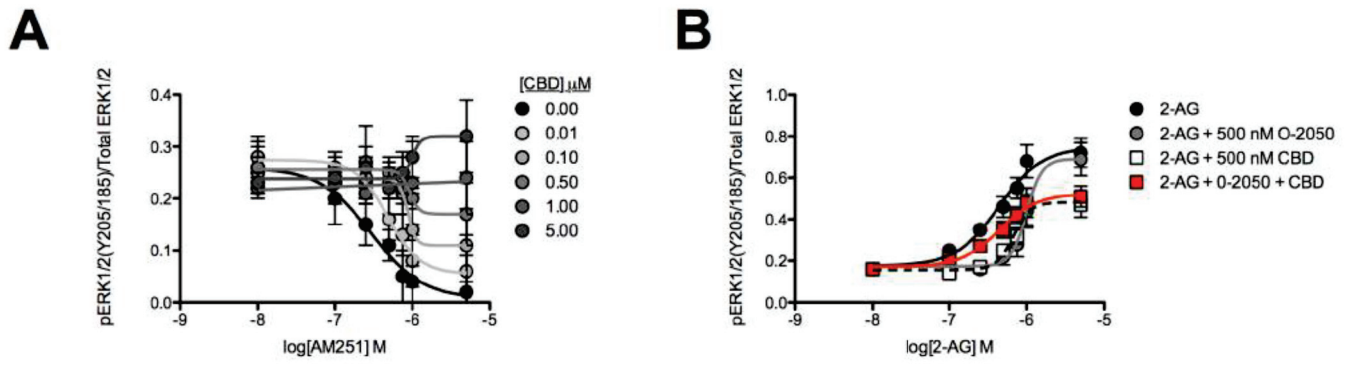 A
pERK1/2(Y205/185)/Total ERK1/2
0.4
0.3
0.2
0.1
0.0
-9
-8
-7
-6
-5
log[AM251] M
[CBD] µM
0.00
0.01
0.10
0.50
1.00
5.00
B
pERK1/2(Y205/185)/Total ERK1/2
1.0
0.8
0.6
0.4
0.2
0.0
-9
-8
-7
-6
-5
log[2-AG] M
2-AG
2-AG + 500 nM O-2050
2-AG + 500 nM CBD
2-AG + 0-2050 + CBD